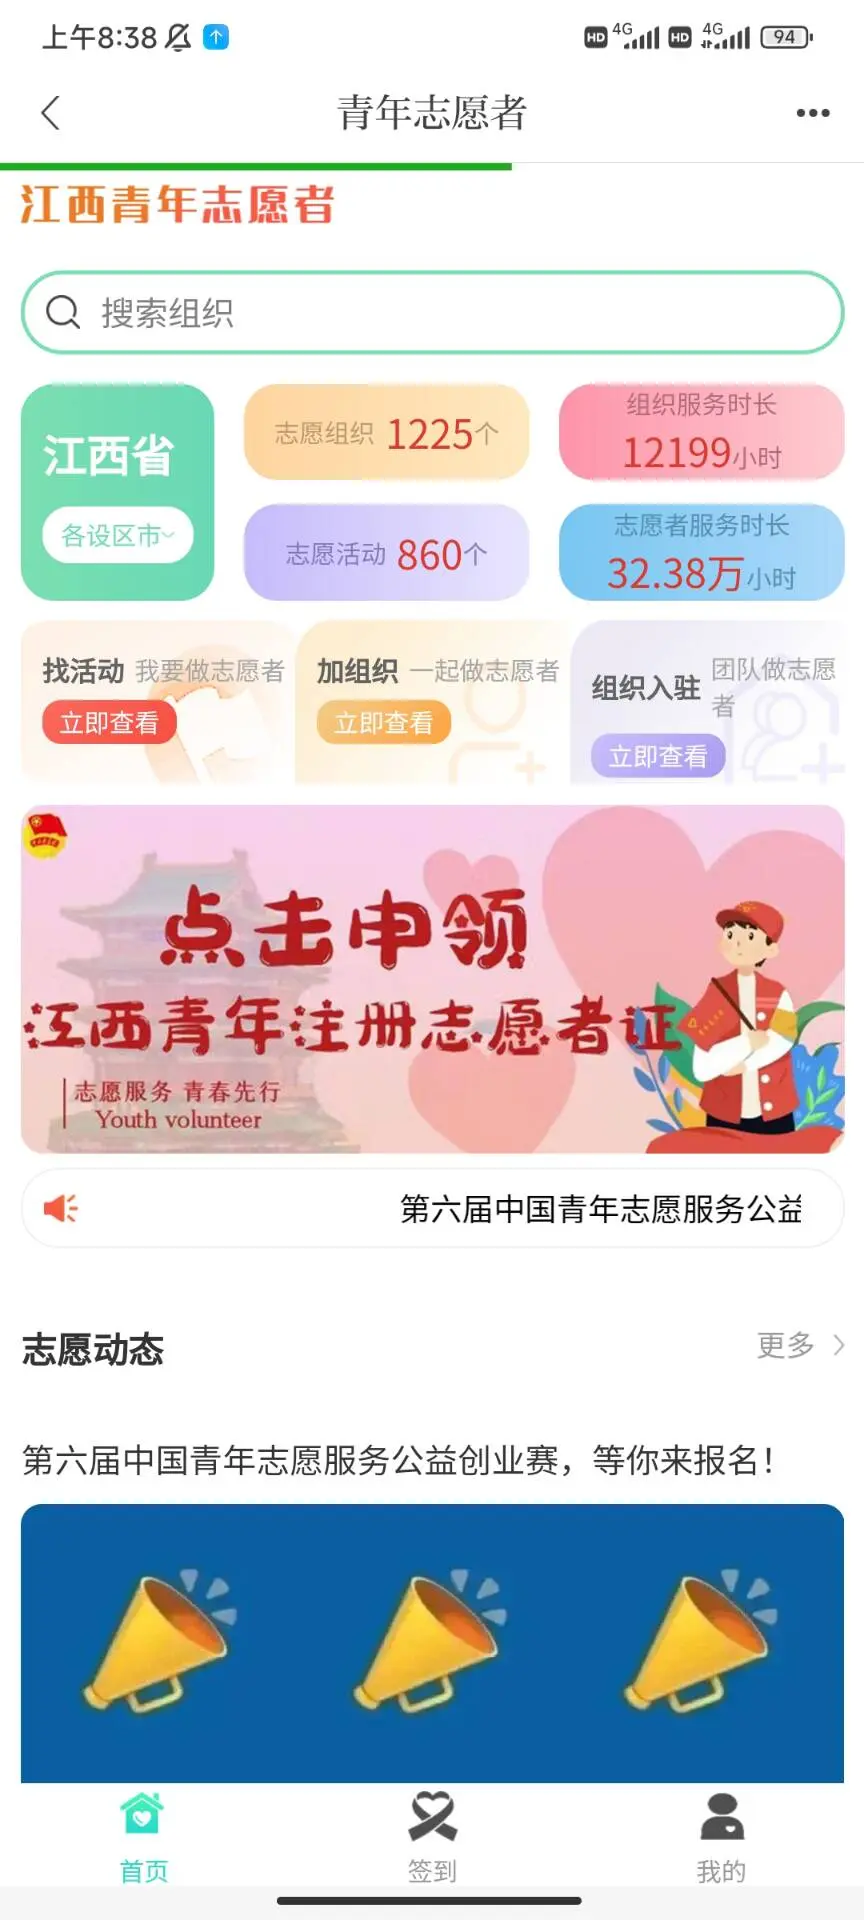 上午8:38
HD 4G HD 4G 94
青年志愿者
江西青年志愿者
搜索组织
江西省
各设区市
志愿组织 1225个
组织服务时长
12199小时
志愿活动 860个
志愿者服务时长
32.38万小时
找活动 我要做志愿者
立即查看
加组织 一起做志愿者
立即查看
组织入驻 团队做志愿
者
立即查看
点击申领
江西青年注册志愿者证
志愿服务 青春先行
Youth volunteer
第六届中国青年志愿服务公益
志愿动态
更多
第六届中国青年志愿服务公益创业赛，等你来报名！
首页
签到
我的